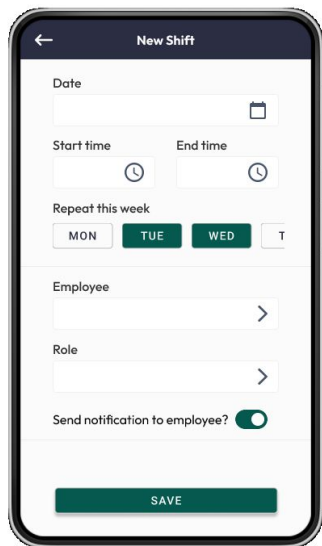 New Shift
Date
Start time End time
Repeat this week
MON TUE WED T
Employee
Role
Send notification to employee?
SAVE